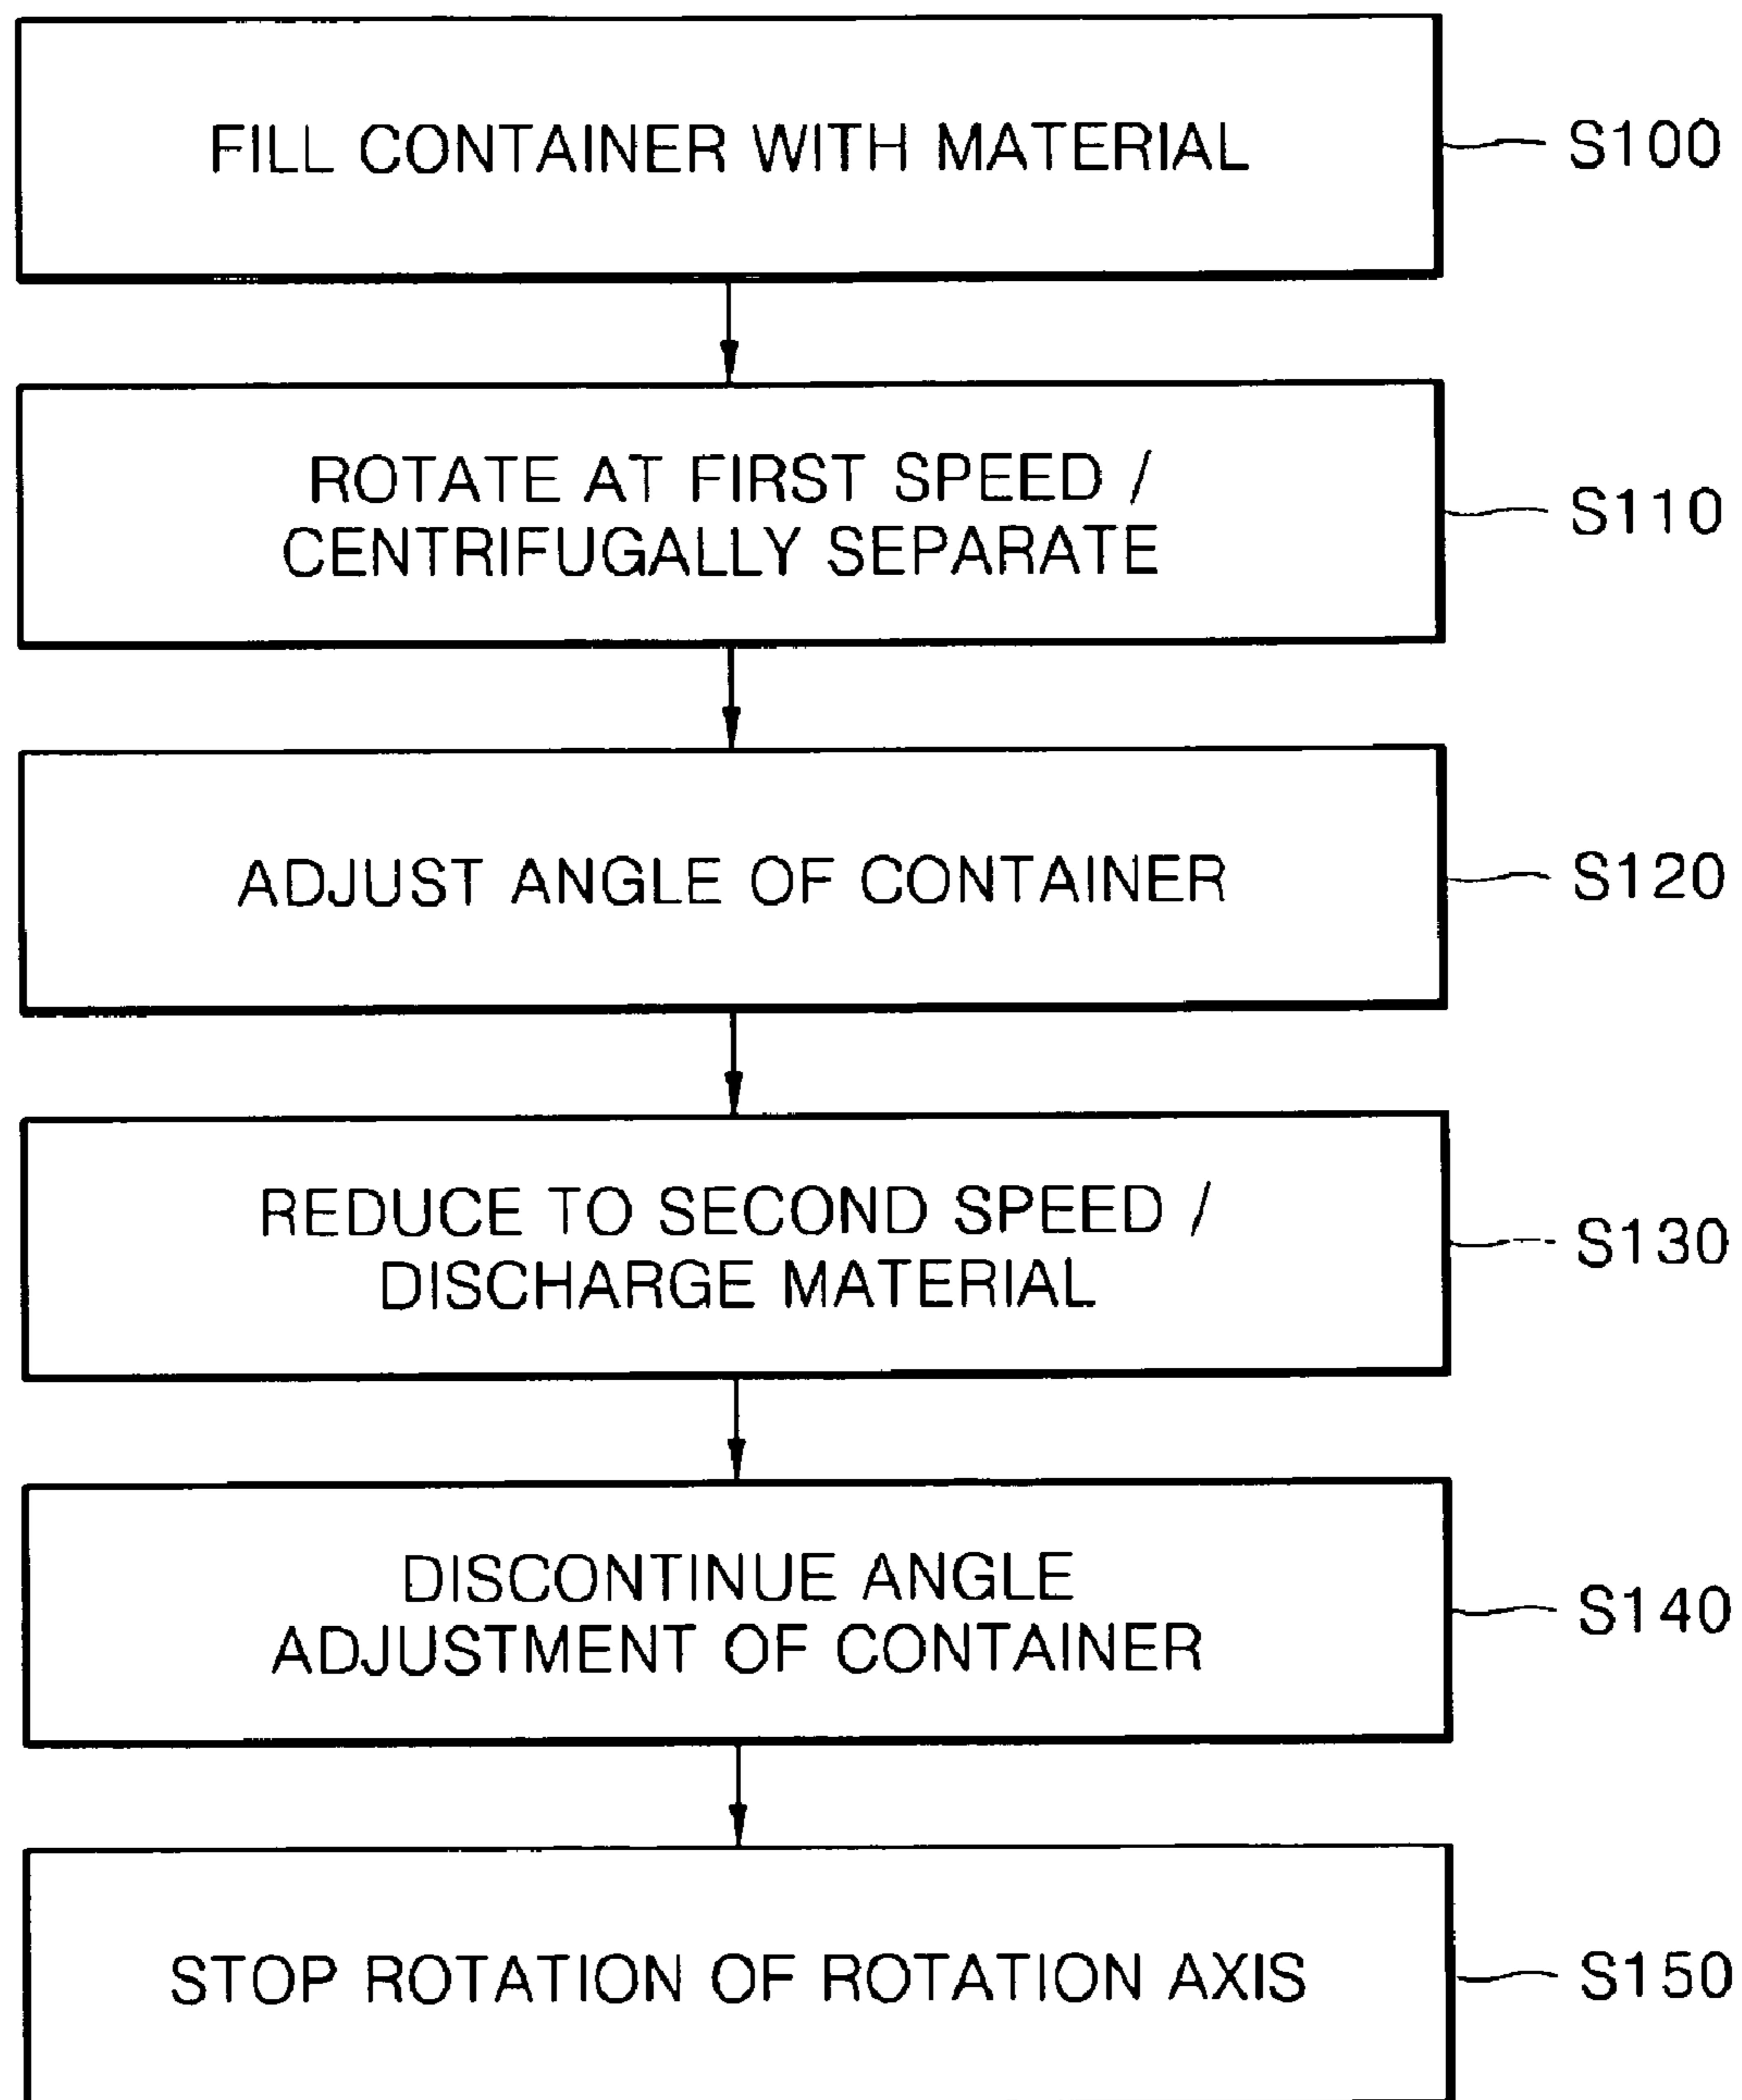 FILL CONTAINER WITH MATERIAL
S100
ROTATE AT FIRST SPEED /
CENTRIFUGALLY SEPARATE
S110
ADJUST ANGLE OF CONTAINER
S120
REDUCE TO SECOND SPEED /
DISCHARGE MATERIAL
S130
DISCONTINUE ANGLE
ADJUSTMENT OF CONTAINER
S140
STOP ROTATION OF ROTATION AXIS
S150